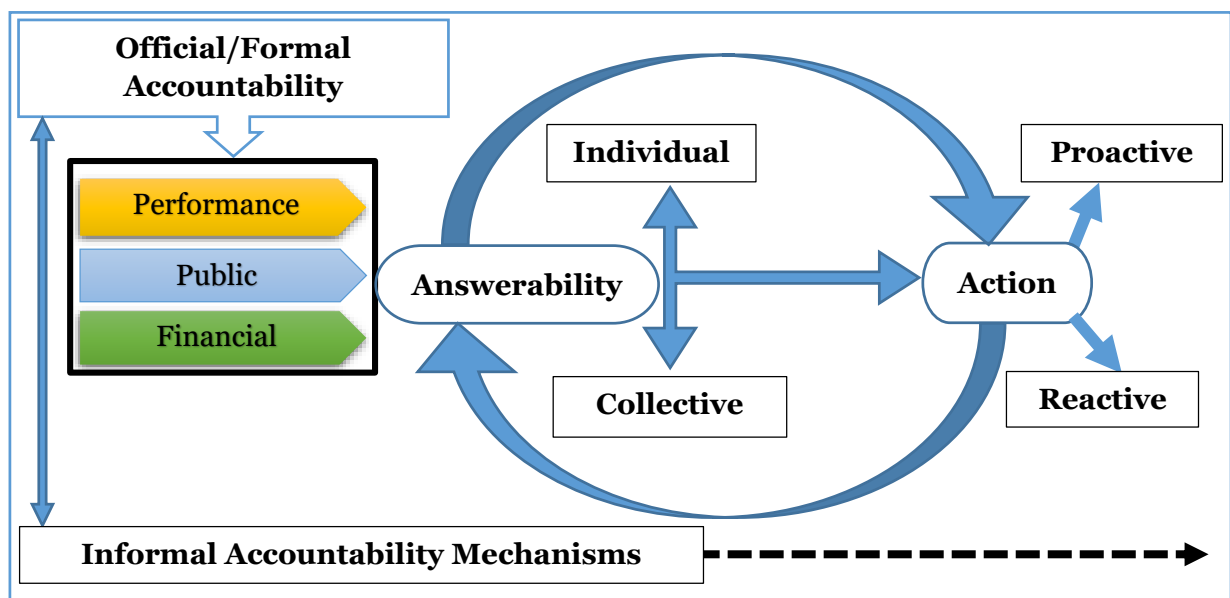 Official/Formal
Accountability
Performance
Public
Financial
Answerability
Individual
Collective
Action
Proactive
Reactive
Informal Accountability Mechanisms